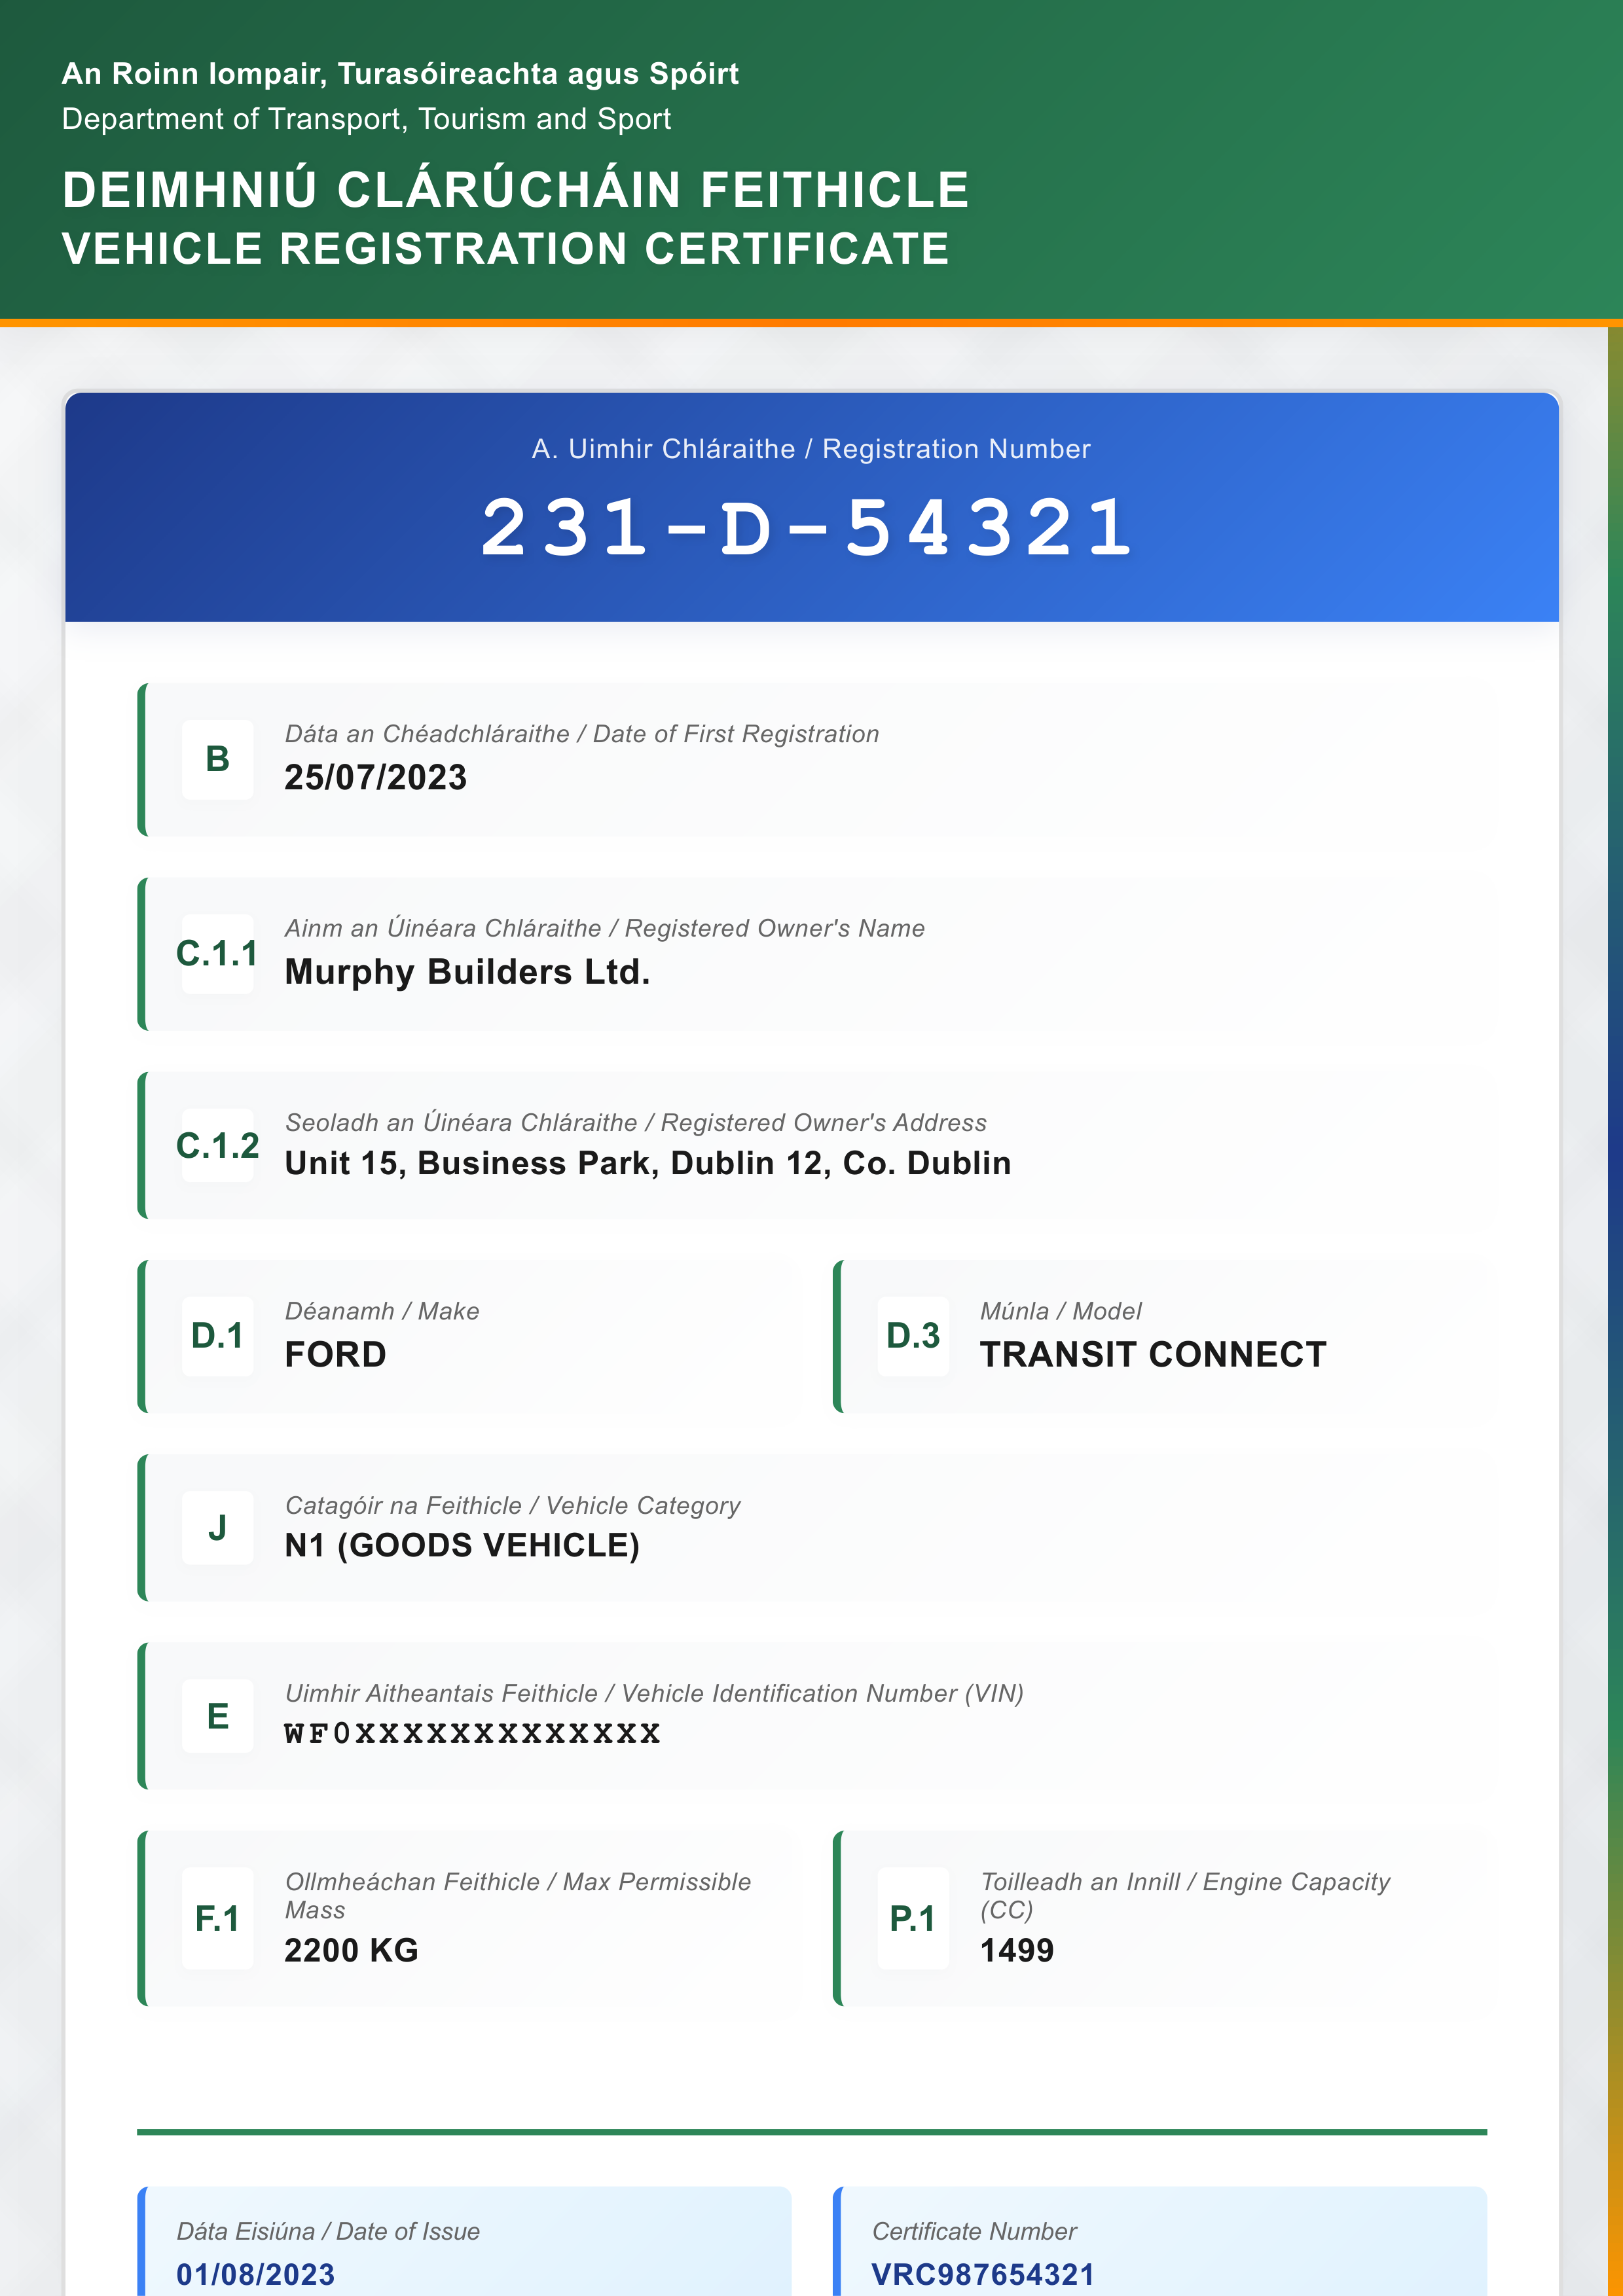 An Roinn Iompair, Turasóireachta agus Spóirt
Department of Transport, Tourism and Sport
DEIMHNIÚ CLÁRÚCHÁIN FEITHICLE
VEHICLE REGISTRATION CERTIFICATE
A. Uimhir Chláraithe / Registration Number
231-D-54321
B
Dáta an Chéadchláraithe / Date of First Registration
25/07/2023
C.1.1
Ainm an Úinéara Chláraithe / Registered Owner's Name
Murphy Builders Ltd.
C.1.2
Seoladh an Úinéara Chláraithe / Registered Owner's Address
Unit 15, Business Park, Dublin 12, Co. Dublin
D.1
Déanamh / Make
FORD
D.3
Múnla / Model
TRANSIT CONNECT
J
Catagóir na Feithicle / Vehicle Category
N1 (GOODS VEHICLE)
E
Uimhir Aitheantais Feithicle / Vehicle Identification Number (VIN)
WF0XXXXXXXXXXXXX
F.1
Ollmheáchan Feithicle / Max Permissible
Mass
2200 KG
P.1
Toilleadh an Innill / Engine Capacity
(CC)
1499
Dáta Eisiúna / Date of Issue
01/08/2023
Certificate Number
VRC987654321